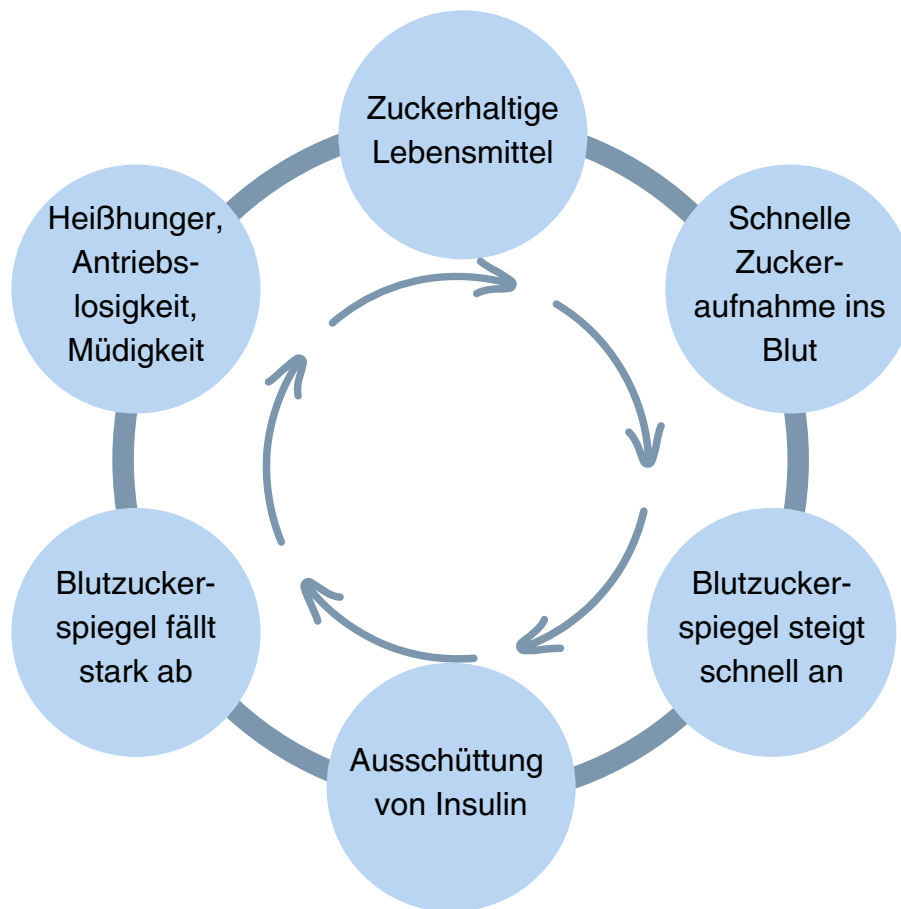 Zuckerhaltige
Lebensmittel
Schnelle
Zucker-
aufnahme ins
Blut
Blutzucker-
spiegel steigt
schnell an
Ausschüttung
von Insulin
Blutzucker-
spiegel fällt
stark ab
Heißhunger,
Antriebs-
losigkeit,
Müdigkeit